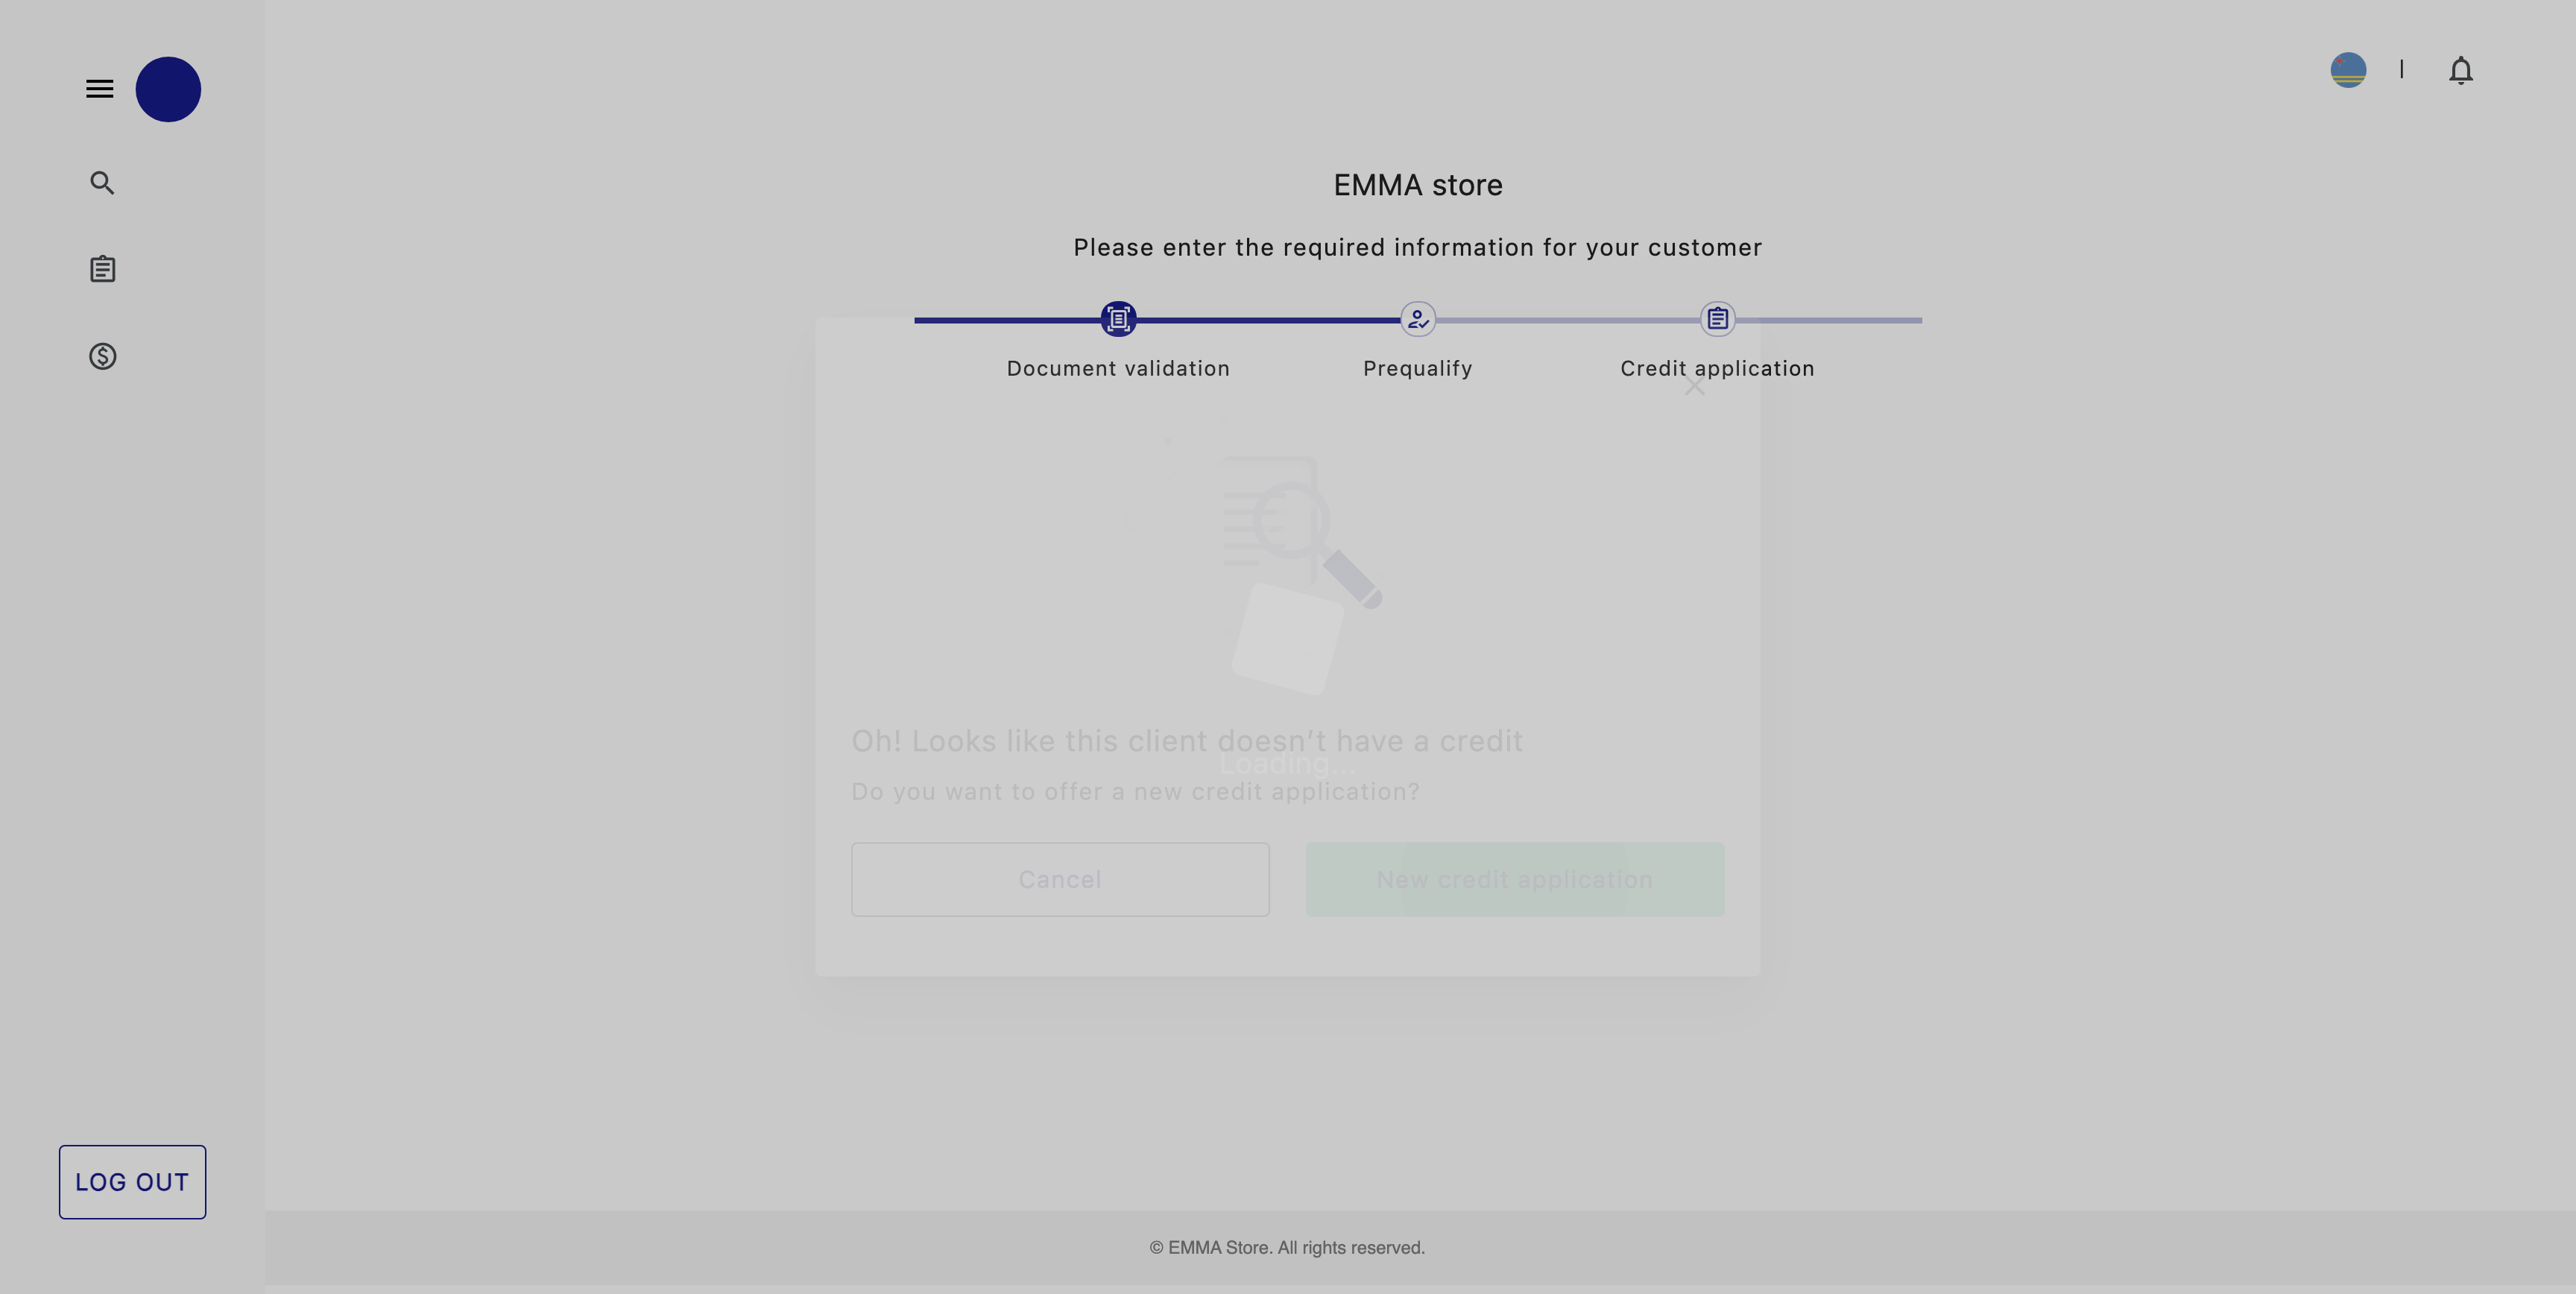 EMMA store
Please enter the required information for your customer
Document validation
Prequalify
Credit application
Oh! Looks like this client doesn't have a credit
Loading...
Do you want to offer a new credit application?
Cancel
New credit application
LOG OUT
© EMMA Store. All rights reserved.